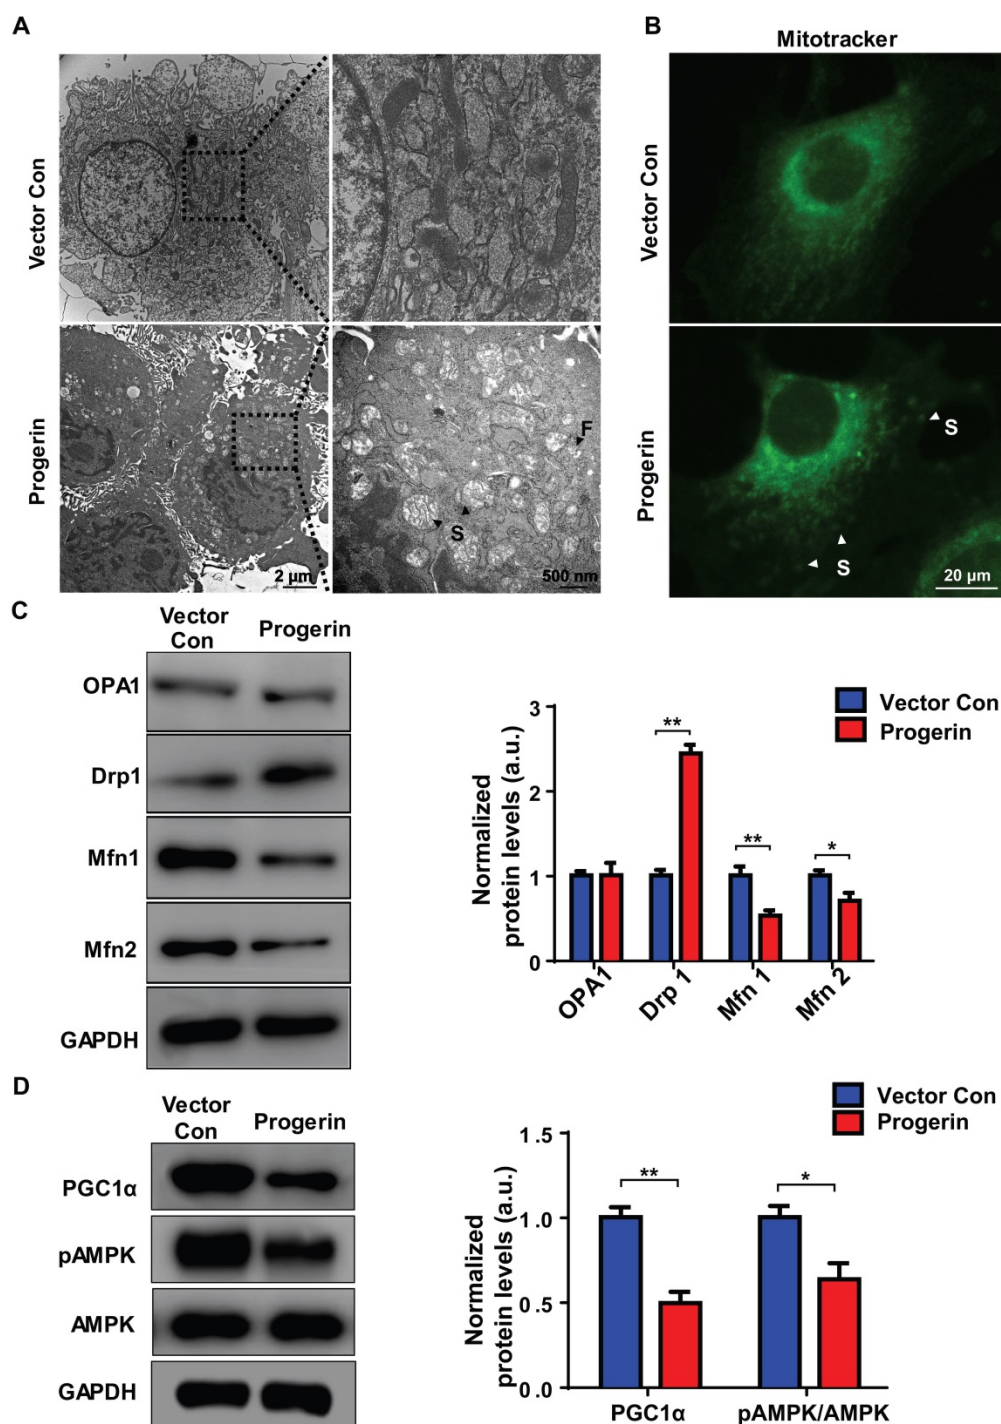 A
B
Mitotracker
Vector Con
Vector Con
Progerin
F
S
2 µm
500 nm
Progerin
S
S
20 µm
C
Vector
Con
Progerin
OPA1
Drp1
Mfn1
Mfn2
GAPDH
Vector Con
Progerin
Normalized
protein levels (a.u.)
3
2
1
0
**
**
*
OPA1
Drp 1
Mfn 1
Mfn 2
D
Vector
Con
Progerin
PGC1α
pAMPK
AMPK
GAPDH
Vector Con
Progerin
Normalized
protein levels (a.u.)
1.5
1.0
0.5
0.0
**
*
PGC1α
pAMPK/AMPK